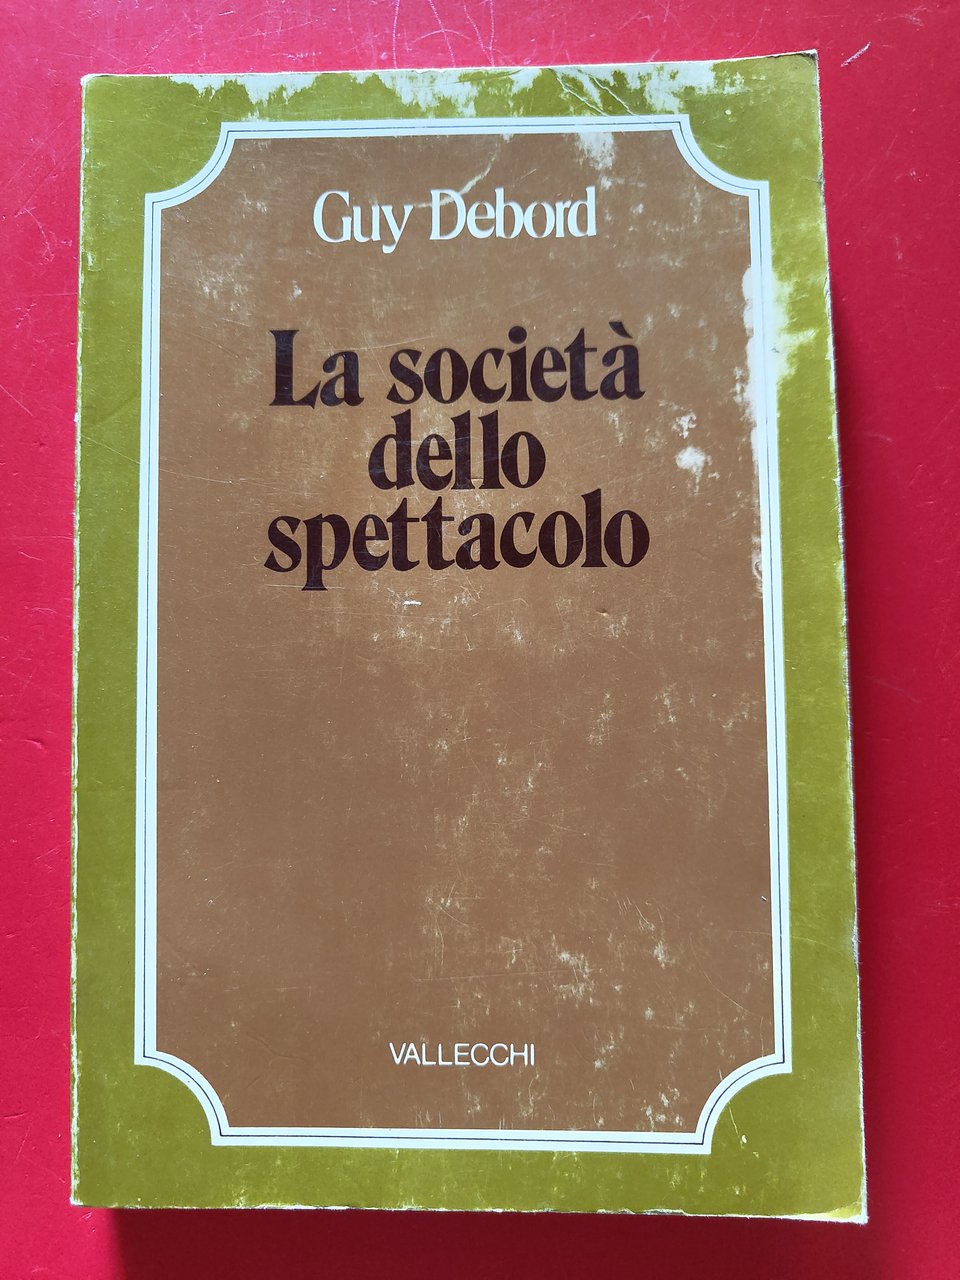 Guy Debord
La società
dello
spettacolo
VALLECCHI